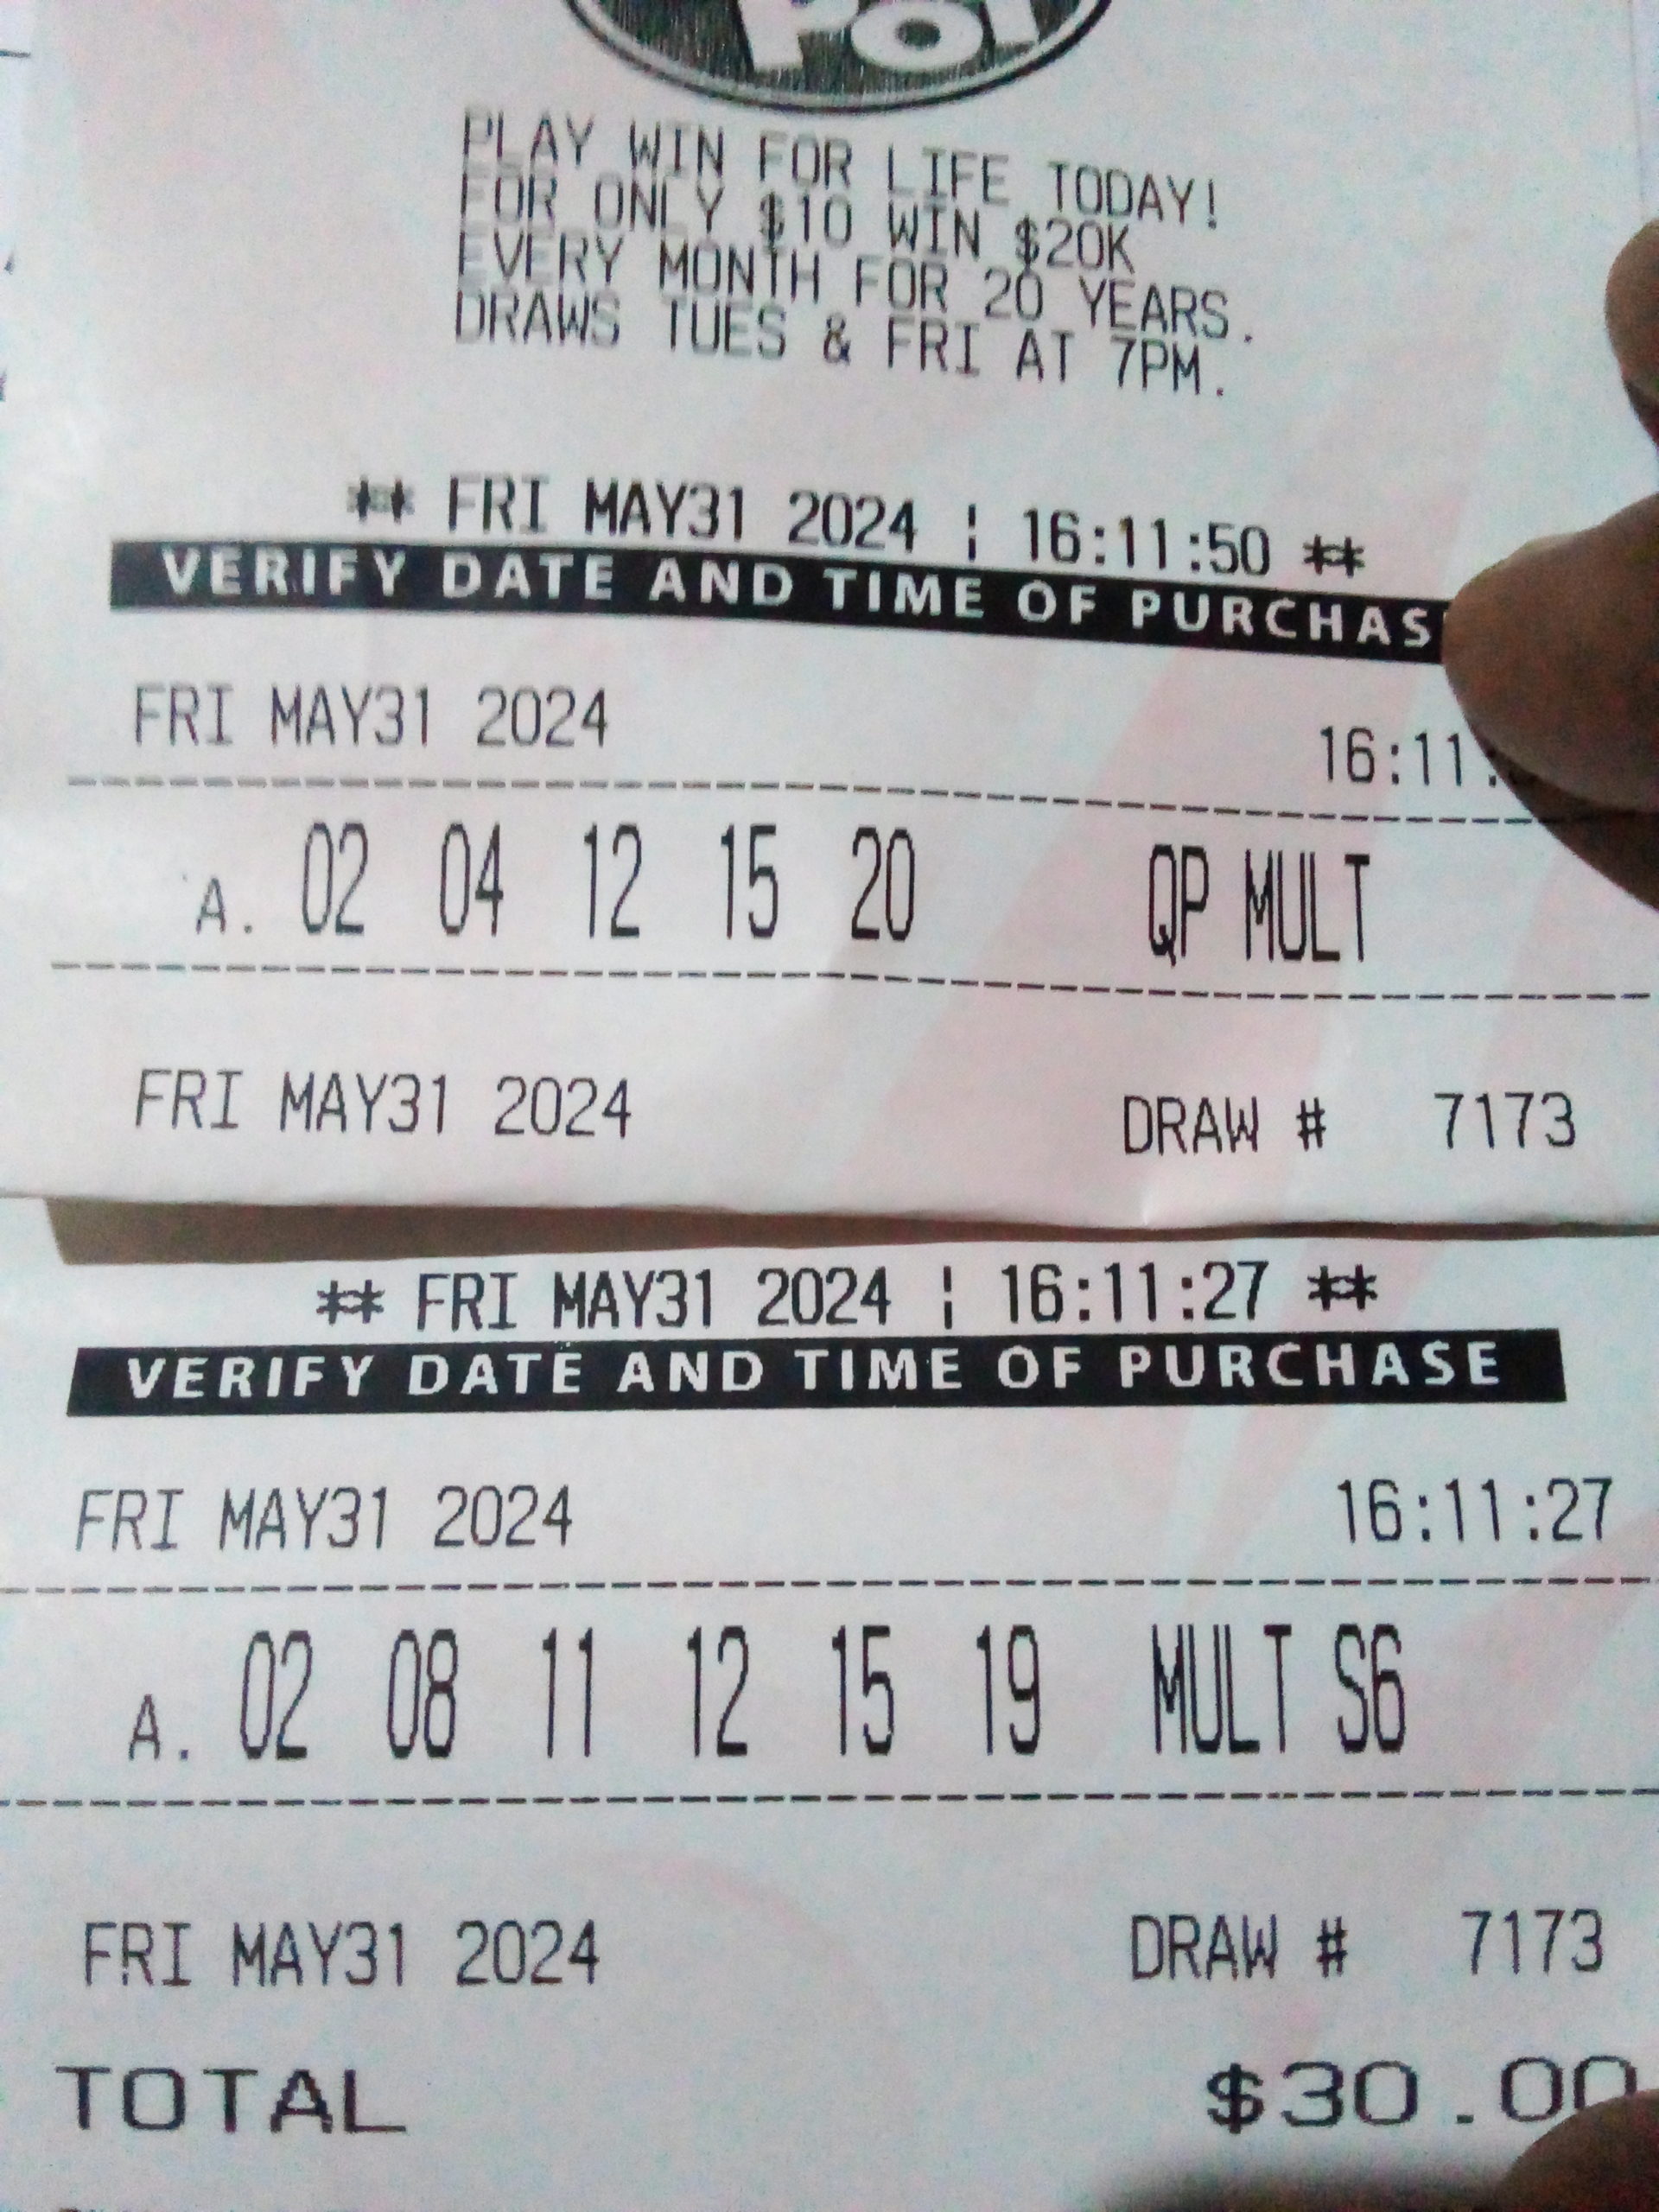 PLAY WIN FOR LIFE TODAY!
FOR ONLY $10 WIN $20K
EVERY MONTH FOR 20 YEARS.
DRAWS TUES & FRI AT 7PM.
** FRI MAY31 2024 ¦ 16:11:50 **
VERIFY DATE AND TIME OF PURCHAS
FRI MAY31 2024 16:11:
A. 02 04 12 15 20 QP MULT
FRI MAY31 2024 DRAW # 7173
** FRI MAY31 2024 ¦ 16:11:27 **
VERIFY DATE AND TIME OF PURCHASE
FRI MAY31 2024 16:11:27
A. 02 08 11 12 15 19 MULT S6
FRI MAY31 2024 DRAW # 7173
TOTAL $30.00